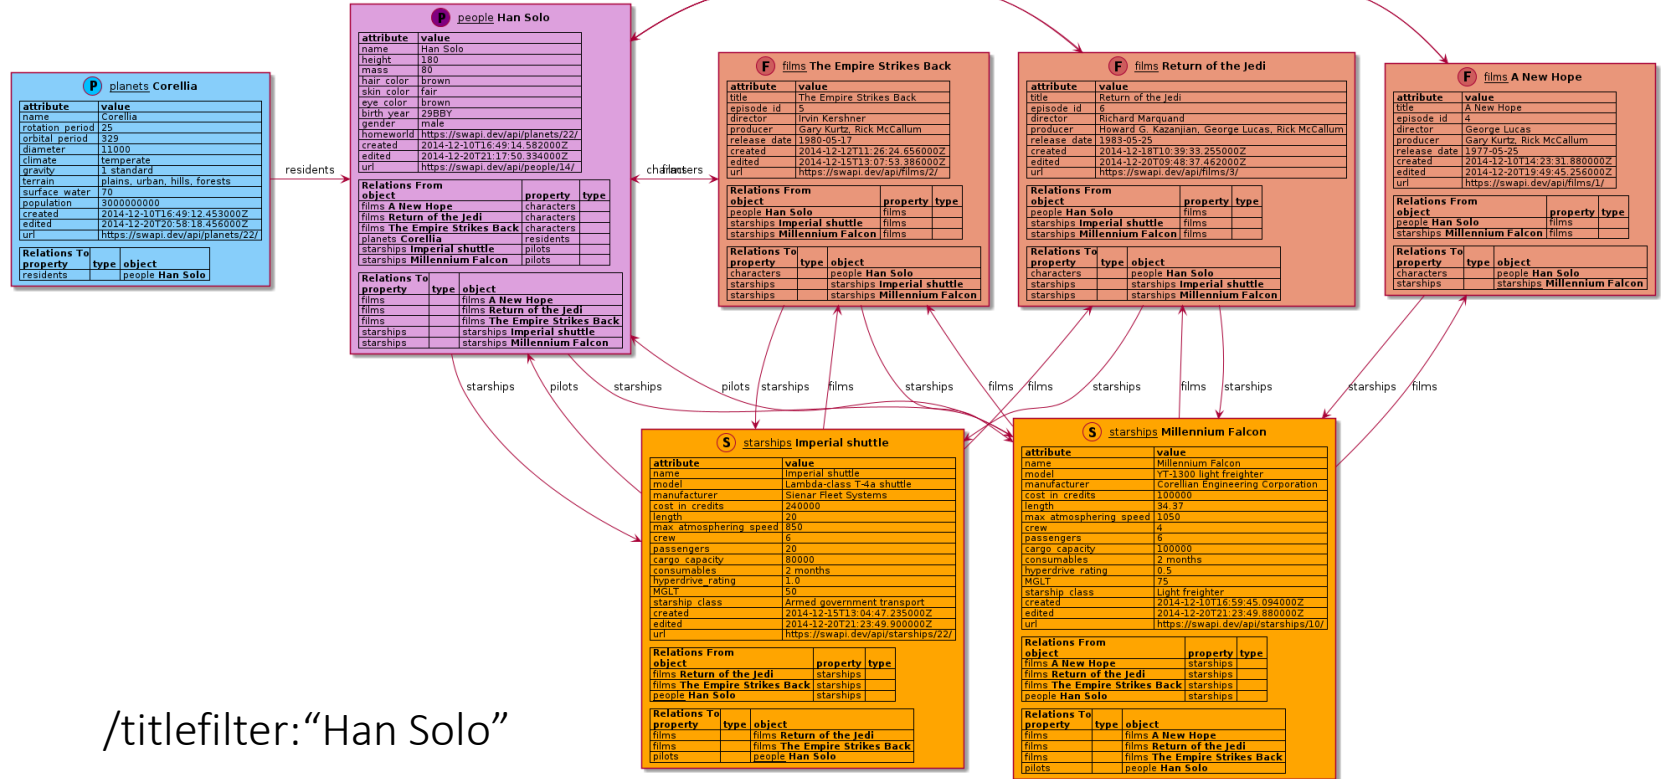 P planets Corellia
attribute value
name Corellia
rotation_period 25
orbital_period 329
diameter 11000
climate temperate
gravity 1 standard
terrain plains, urban, hills, forests
surface_water 70
population 3000000000
created 2014-12-10T16:49:12.453000Z
edited 2014-12-20T20:58:18.456000Z
url https://swapi.dev/api/planets/22/
Relations To
property type object
residents people Han Solo
residents
P people Han Solo
attribute value
name Han Solo
height 180
mass 80
hair_color brown
skin_color fair
eye_color brown
birth_year 29BBY
gender male
homeworld https://swapi.dev/api/planets/22/
created 2014-12-10T16:49:14.582000Z
edited 2014-12-20T21:17:50.334000Z
url https://swapi.dev/api/people/14/
Relations From
object property type
films A New Hope characters
films Return of the Jedi characters
films The Empire Strikes Back characters
planets Corellia residents
starships Imperial shuttle pilots
starships Millennium Falcon pilots
Relations To
property type object
films films A New Hope
films films Return of the Jedi
films films The Empire Strikes Back
starships starships Imperial shuttle
starships starships Millennium Falcon
characters
films
F films The Empire Strikes Back
attribute value
title The Empire Strikes Back
episode_id 5
director Irvin Kershner
producer Gary Kurtz, Rick McCallum
release_date 1980-05-17
created 2014-12-12T11:26:24.656000Z
edited 2014-12-15T13:07:53.386000Z
url https://swapi.dev/api/films/2/
Relations From
object property type
people Han Solo films
starships Imperial shuttle films
starships Millennium Falcon films
Relations To
property type object
characters people Han Solo
starships starships Imperial shuttle
starships starships Millennium Falcon
F films Return of the Jedi
attribute value
title Return of the Jedi
episode_id 6
director Richard Marquand
producer Howard G. Kazanjian, George Lucas, Rick McCallum
release_date 1983-05-25
created 2014-12-18T10:39:33.255000Z
edited 2014-12-20T09:48:37.462000Z
url https://swapi.dev/api/films/3/
Relations From
object property type
people Han Solo films
starships Imperial shuttle films
starships Millennium Falcon films
Relations To
property type object
characters people Han Solo
starships starships Imperial shuttle
starships starships Millennium Falcon
F films A New Hope
attribute value
title A New Hope
episode_id 4
director George Lucas
producer Gary Kurtz, Rick McCallum
release_date 1977-05-25
created 2014-12-10T14:23:31.880000Z
edited 2014-12-20T19:49:45.256000Z
url https://swapi.dev/api/films/1/
Relations From
object property type
people Han Solo films
starships Millennium Falcon films
Relations To
property type object
characters people Han Solo
starships starships Millennium Falcon
starships pilots starships pilots starships films starships films films starships films starships starships films
S starships Imperial shuttle
attribute value
name Imperial shuttle
model Lambda-class T-4a shuttle
manufacturer Sienar Fleet Systems
cost_in_credits 240000
length 20
max_atmosphering_speed 850
crew 6
passengers 20
cargo_capacity 80000
consumables 2 months
hyperdrive_rating 1.0
MGLT 50
starship_class Armed government transport
created 2014-12-15T13:04:47.235000Z
edited 2014-12-20T21:23:49.900000Z
url https://swapi.dev/api/starships/22/
Relations From
object property type
films Return of the Jedi starships
films The Empire Strikes Back starships
people Han Solo starships
Relations To
property type object
films films Return of the Jedi
films films The Empire Strikes Back
pilots people Han Solo
S starships Millennium Falcon
attribute value
name Millennium Falcon
model YT-1300 light freighter
manufacturer Corellian Engineering Corporation
cost_in_credits 100000
length 34.37
max_atmosphering_speed 1050
crew 4
passengers 6
cargo_capacity 100000
consumables 2 months
hyperdrive_rating 0.5
MGLT 75
starship_class Light freighter
created 2014-12-10T16:59:45.094000Z
edited 2014-12-20T21:23:49.880000Z
url https://swapi.dev/api/starships/10/
Relations From
object property type
films A New Hope starships
films Return of the Jedi starships
films The Empire Strikes Back starships
people Han Solo starships
Relations To
property type object
films films A New Hope
films films Return of the Jedi
films films The Empire Strikes Back
pilots people Han Solo
/titlefilter:“Han Solo”